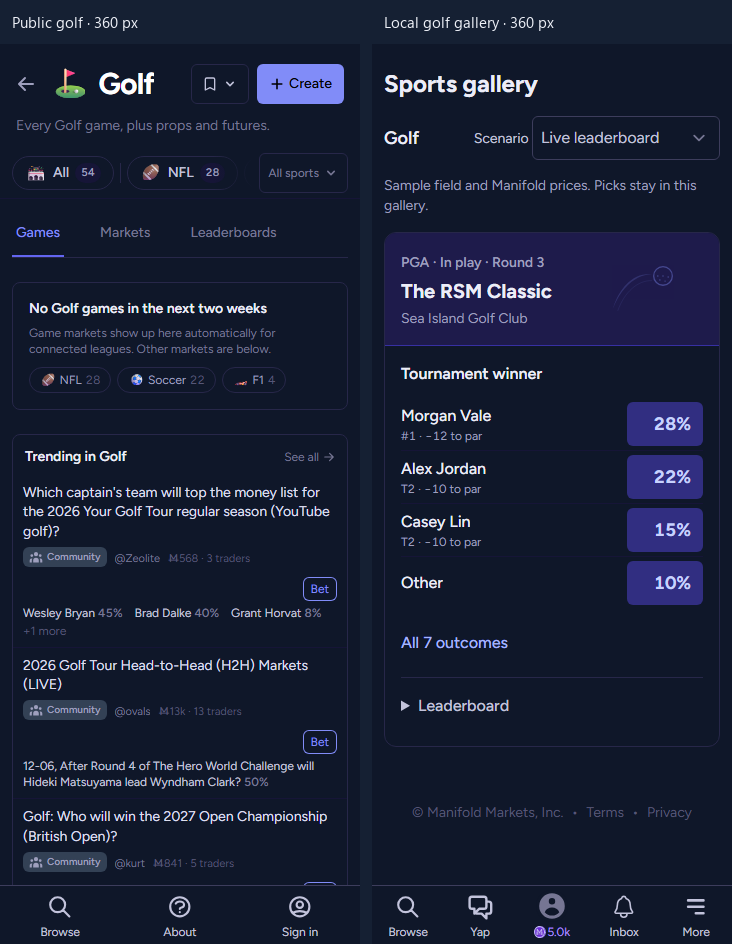 Public golf · 360 px
Golf
Create
Every Golf game, plus props and futures.
All 54
NFL 28
All sports
Games
Markets
Leaderboards
No Golf games in the next two weeks
Game markets show up here automatically for
connected leagues. Other markets are below.
NFL 28
Soccer 22
F1 4
Trending in Golf
See all →
Which captain's team will top the money list for
the 2026 Your Golf Tour regular season (YouTube
golf)?
Community @Zeolite M568 · 3 traders
Bet
Wesley Bryan 45% Brad Dalke 40% Grant Horvat 8%
+1 more
2026 Golf Tour Head-to-Head (H2H) Markets
(LIVE)
Community @ovals M13k · 13 traders
Bet
12-06, After Round 4 of The Hero World Challenge will
Hideki Matsuyama lead Wyndham Clark? 50%
Golf: Who will win the 2027 Open Championship
(British Open)?
Community @kurt M841 · 5 traders
Browse
About
Sign in
Local golf gallery · 360 px
Sports gallery
Golf
Scenario
Live leaderboard
Sample field and Manifold prices. Picks stay in this
gallery.
PGA · In play · Round 3
The RSM Classic
Sea Island Golf Club
Tournament winner
Morgan Vale
#1 · −12 to par
28%
Alex Jordan
T2 · −10 to par
22%
Casey Lin
T2 · −10 to par
15%
Other
10%
All 7 outcomes
Leaderboard
© Manifold Markets, Inc. • Terms • Privacy
Browse
Yap
M5.0k
Inbox
More